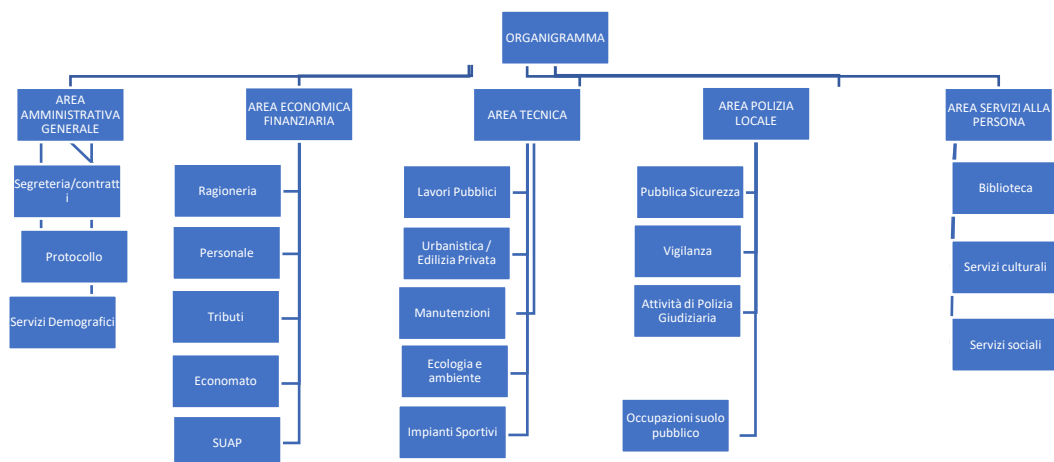 ORGANIGRAMMA
AREA
AMMINISTRATIVA
GENERALE
Segreteria/contratt
i
Protocollo
Servizi Demografici
AREA ECONOMICA
FINANZIARIA
Ragioneria
Personale
Tributi
Economato
SUAP
AREA TECNICA
Lavori Pubblici
Urbanistica /
Edilizia Privata
Manutenzioni
Ecologia e
ambiente
Impianti Sportivi
AREA POLIZIA
LOCALE
Pubblica Sicurezza
Vigilanza
Attività di Polizia
Giudiziaria
Occupazioni suolo
pubblico
AREA SERVIZI ALLA
PERSONA
Biblioteca
Servizi culturali
Servizi sociali